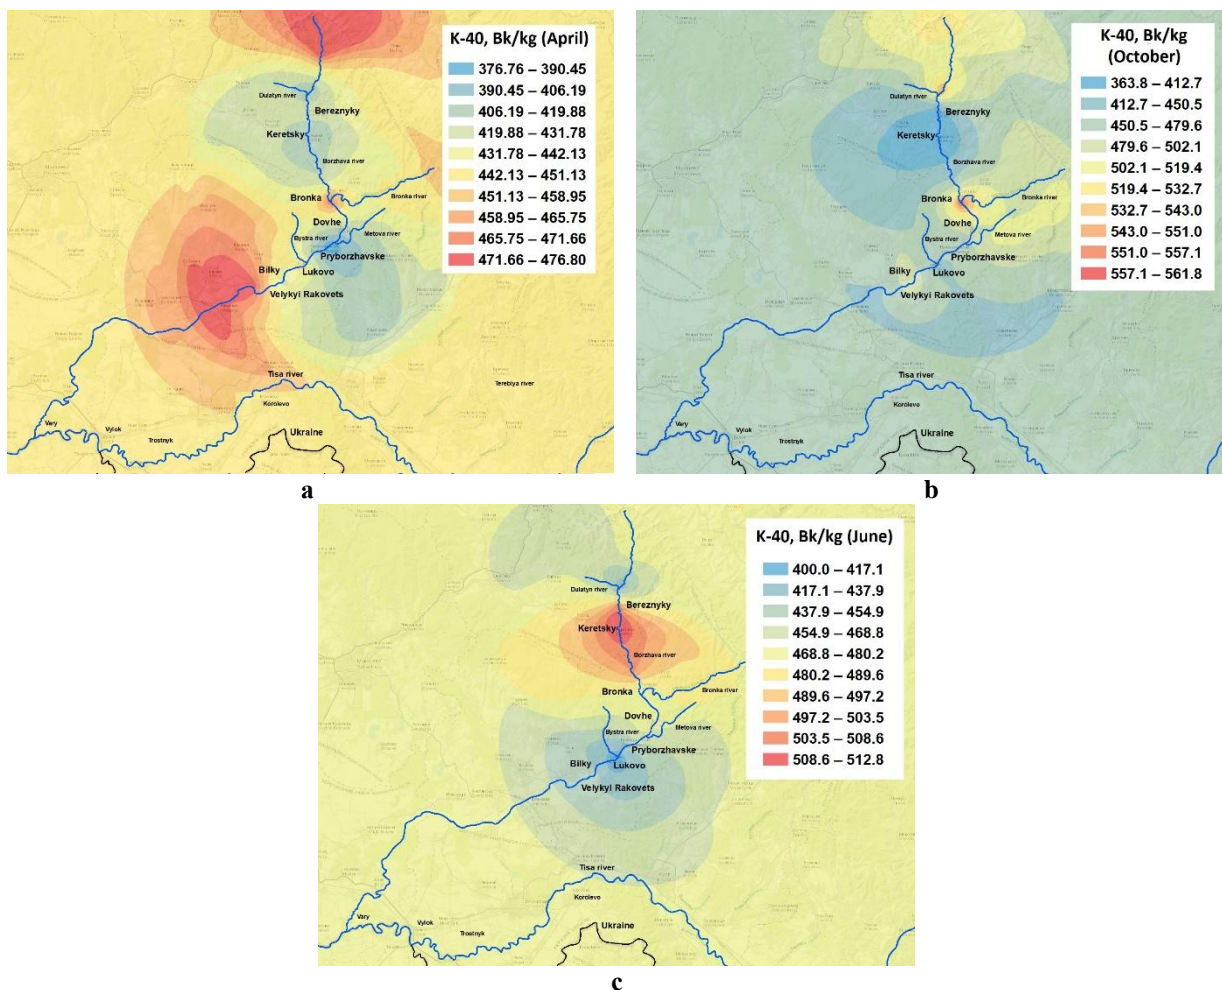 K-40, Bk/kg (April)
376.76 – 390.45
390.45 – 406.19
406.19 – 419.88
419.88 – 431.78
431.78 – 442.13
442.13 – 451.13
451.13 – 458.95
458.95 – 465.75
465.75 – 471.66
471.66 – 476.80
Dulatyn river
Bereznyky
Keretsky
Borzhava river
Bronka
Bronka river
Dovhe
Bystra river
Metova river
Pryborzhavske
Bilky
Lukovo
Velykyi Rakovets
Tisa river
Tereblya river
Korolevo
Vary
Vylok
Trostnyk
Ukraine
a
K-40, Bk/kg
(October)
363.8 – 412.7
412.7 – 450.5
450.5 – 479.6
479.6 – 502.1
502.1 – 519.4
519.4 – 532.7
532.7 – 543.0
543.0 – 551.0
551.0 – 557.1
557.1 – 561.8
Dulatyn river
Bereznyky
Keretsky
Borzhava river
Bronka
Bronka river
Dovhe
Bystra river
Metova river
Pryborzhavske
Bilky
Lukovo
Velykyi Rakovets
Tisa river
Korolevo
Vary
Vylok
Trostnyk
Ukraine
b
K-40, Bk/kg (June)
400.0 – 417.1
417.1 – 437.9
437.9 – 454.9
454.9 – 468.8
468.8 – 480.2
480.2 – 489.6
489.6 – 497.2
497.2 – 503.5
503.5 – 508.6
508.6 – 512.8
Dulatyn river
Bereznyky
Keretsky
Borzhava river
Bronka
Bronka river
Dovhe
Bystra river
Metova river
Pryborzhavske
Bilky
Lukovo
Velykyi Rakovets
Tisa river
Korolevo
Vary
Vylok
Trostnyk
Ukraine
c